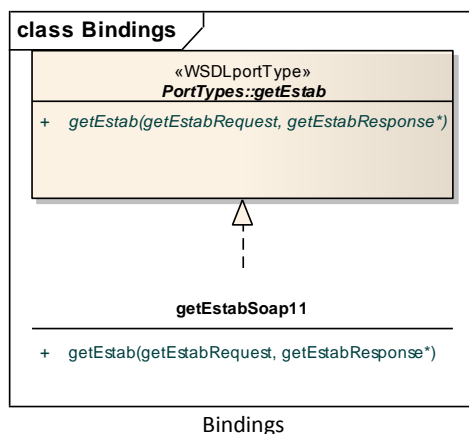 class Bindings
«WSDLportType»
PortTypes::getEstab
+ getEstab(getEstabRequest, getEstabResponse*)
getEstabSoap11
+ getEstab(getEstabRequest, getEstabResponse*)
Bindings